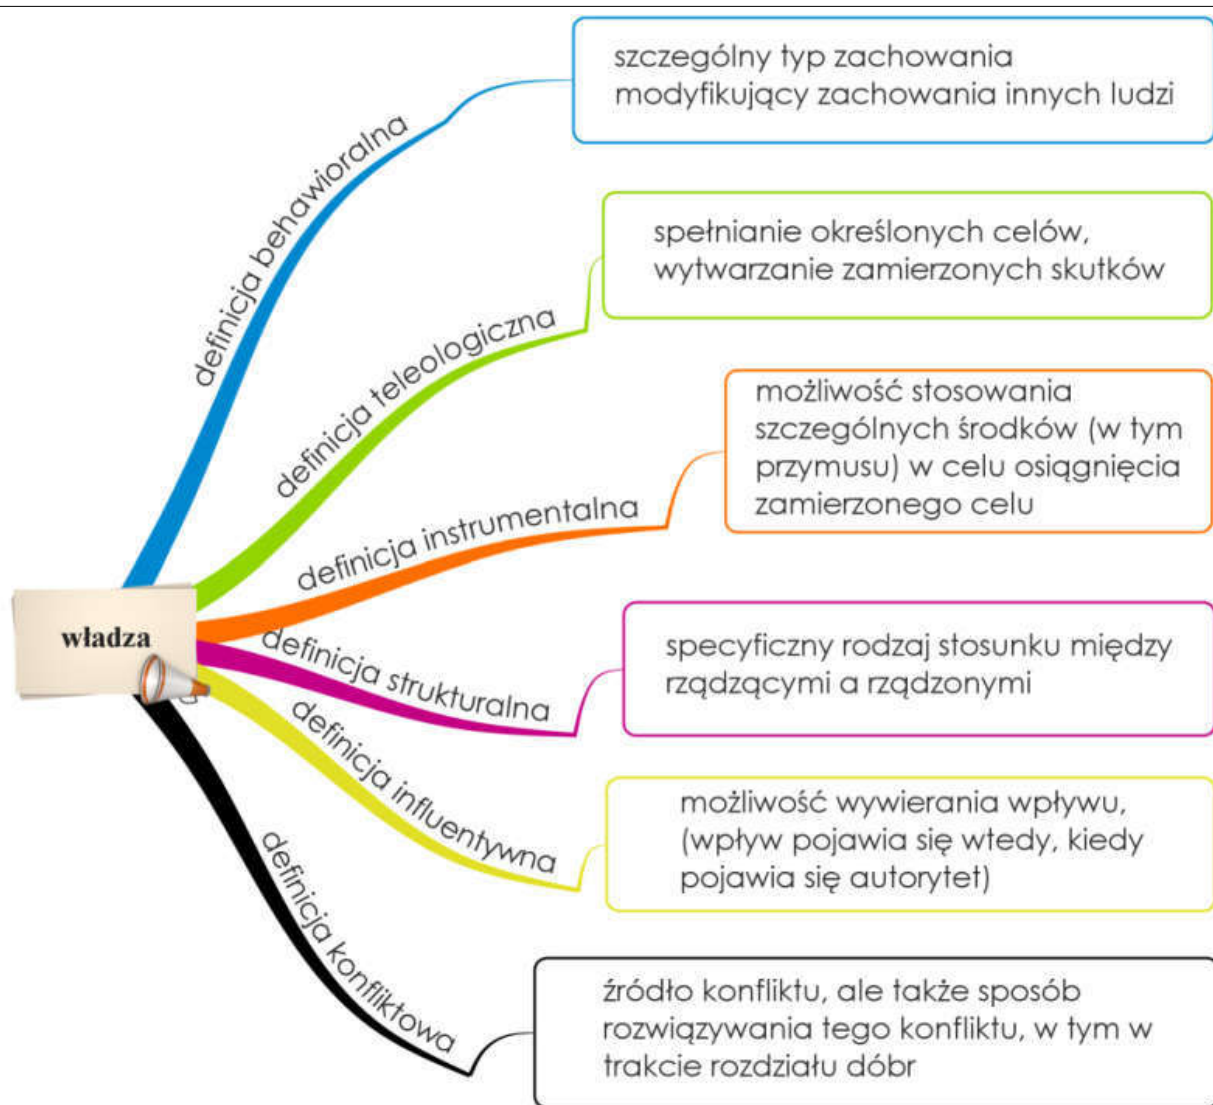 władza
definicja behawioralna
szczególny typ zachowania
modyfikujący zachowania innych ludzi
definicja teleologiczna
spełnianie określonych celów,
wytwarzanie zamierzonych skutków
definicja instrumentalna
możliwość stosowania
szczególnych środków (w tym
przymusu) w celu osiągnięcia
zamierzonego celu
definicja strukturalna
specyficzny rodzaj stosunku między
rządzącymi a rządzonymi
definicja influentywna
możliwość wywierania wpływu,
(wpływ pojawia się wtedy, kiedy
pojawia się autorytet)
definicja konfliktowa
źródło konfliktu, ale także sposób
rozwiązywania tego konfliktu, w tym w
trakcie rozdziału dóbr